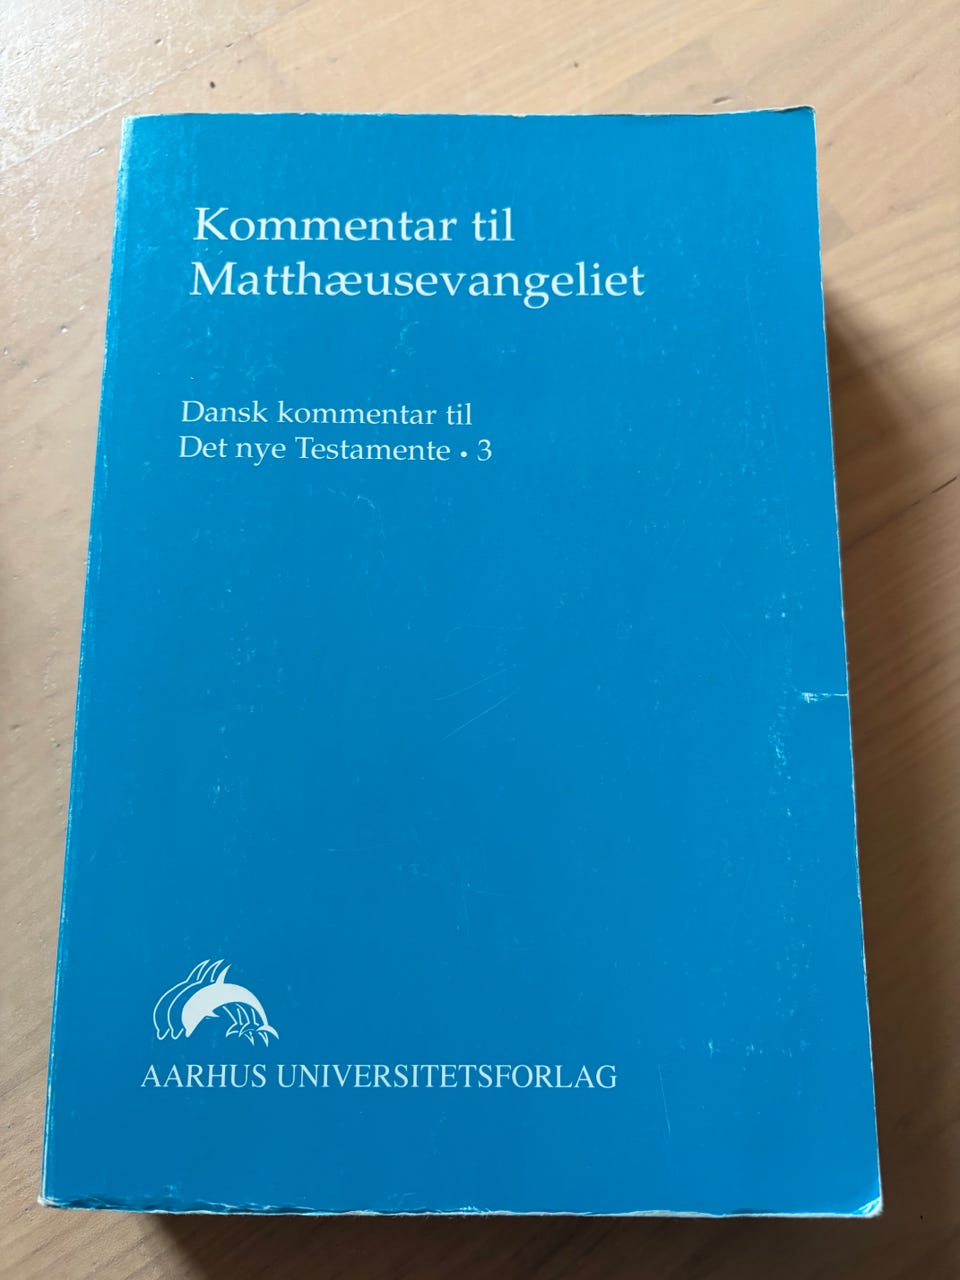 Kommentar til
Matthæusevangeliet
Dansk kommentar til
Det nye Testamente • 3
AARHUS UNIVERSITETSFORLAG